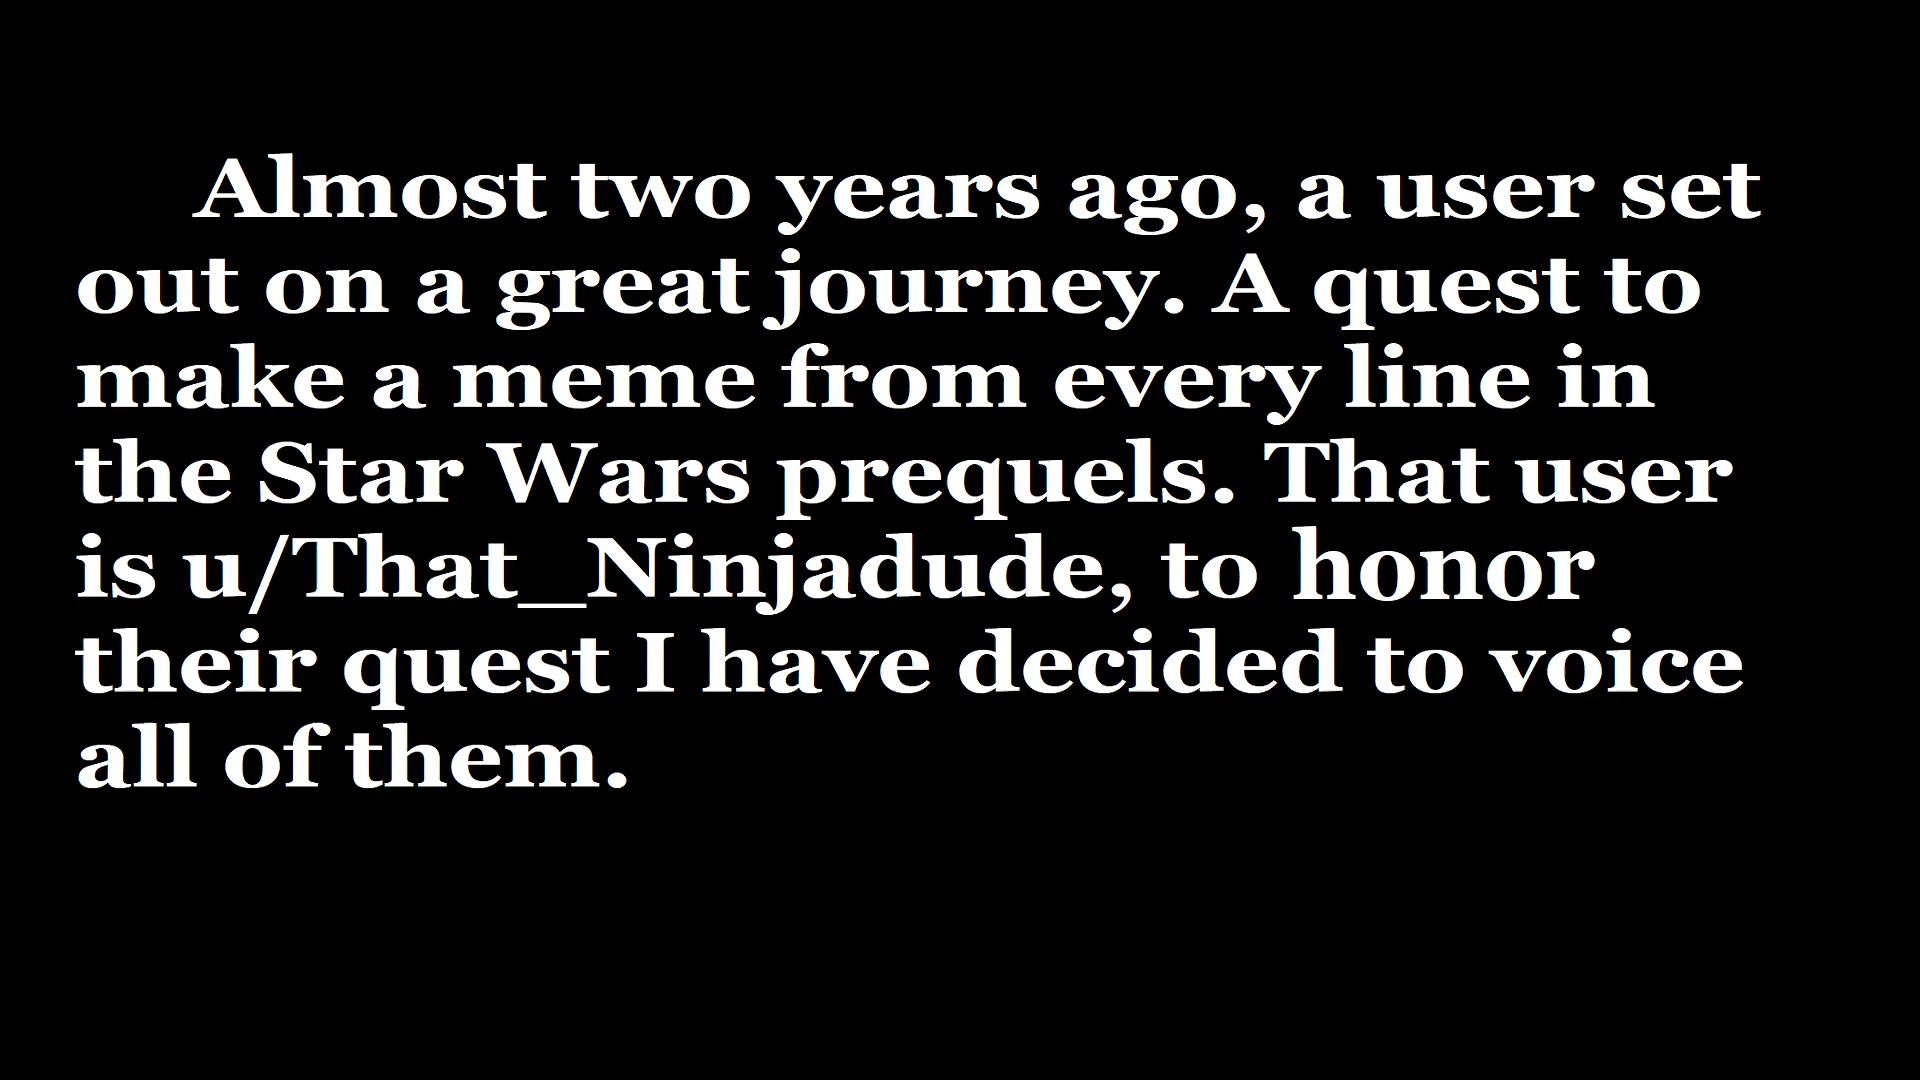 Almost two years ago, a user set
out on a great journey. A quest to
make a meme from every line in
the Star Wars prequels. That user
is u/That_Ninjadude, to honor
their quest I have decided to voice
all of them.